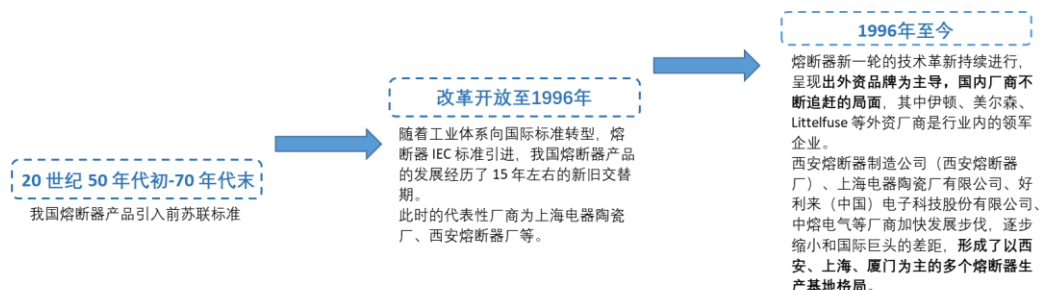 20 世纪 50 年代初-70 年代末
我国熔断器产品引入前苏联标准
改革开放至1996年
随着工业体系向国际标准转型，熔
断器 IEC 标准引进，我国熔断器产品
的发展经历了 15 年左右的新旧交替
期。
此时的代表性厂商为上海电器陶瓷
厂、西安熔断器厂等。
1996年至今
熔断器新一轮的技术革新持续进行，
呈现出外资品牌为主导，国内厂商不
断追赶的局面，其中伊顿、美尔森、
Littelfuse 等外资厂商是行业内的领军
企业。
西安熔断器制造公司（西安熔断器
厂）、上海电器陶瓷厂有限公司、好
利来（中国）电子科技股份有限公司、
中熔电气等厂商加快发展步伐，逐步
缩小和国际巨头的差距，形成了以西
安、上海、厦门为主的多个熔断器生
产基地格局。